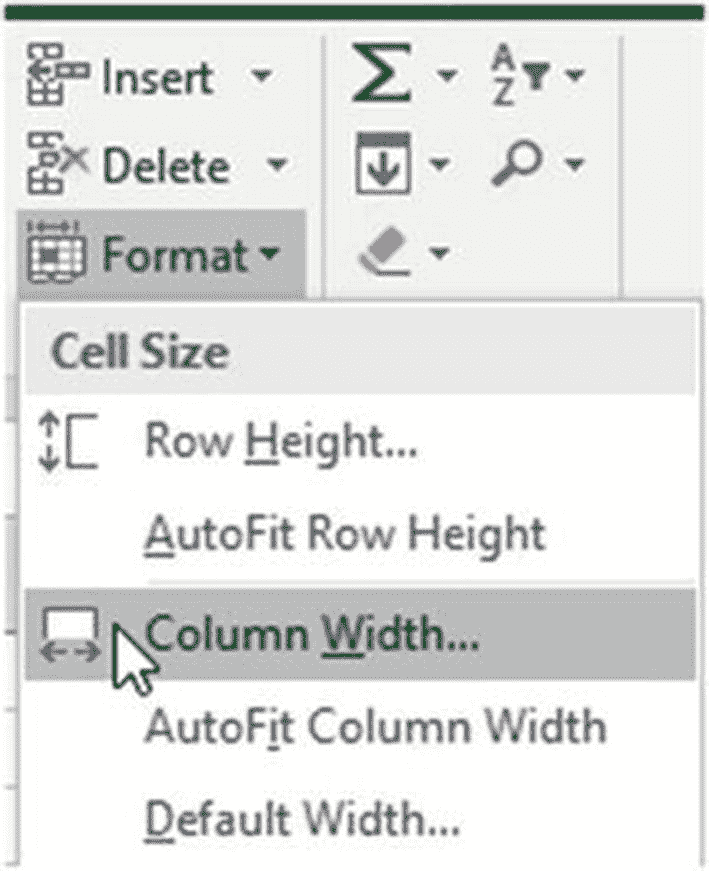 Insert
Delete
Format
Cell Size
Row Height...
AutoFit Row Height
Column Width...
AutoFit Column Width
Default Width...